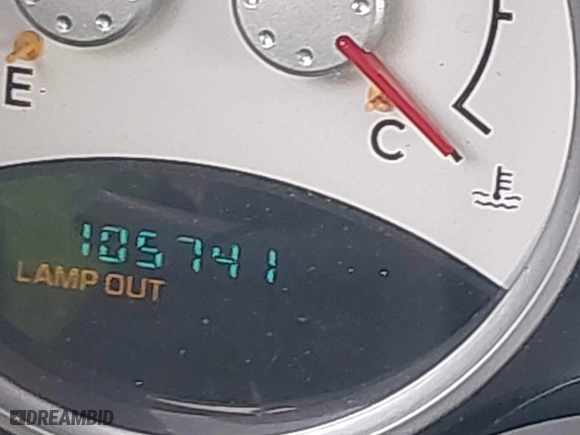 E
C
105741
LAMP OUT
DREAMBID